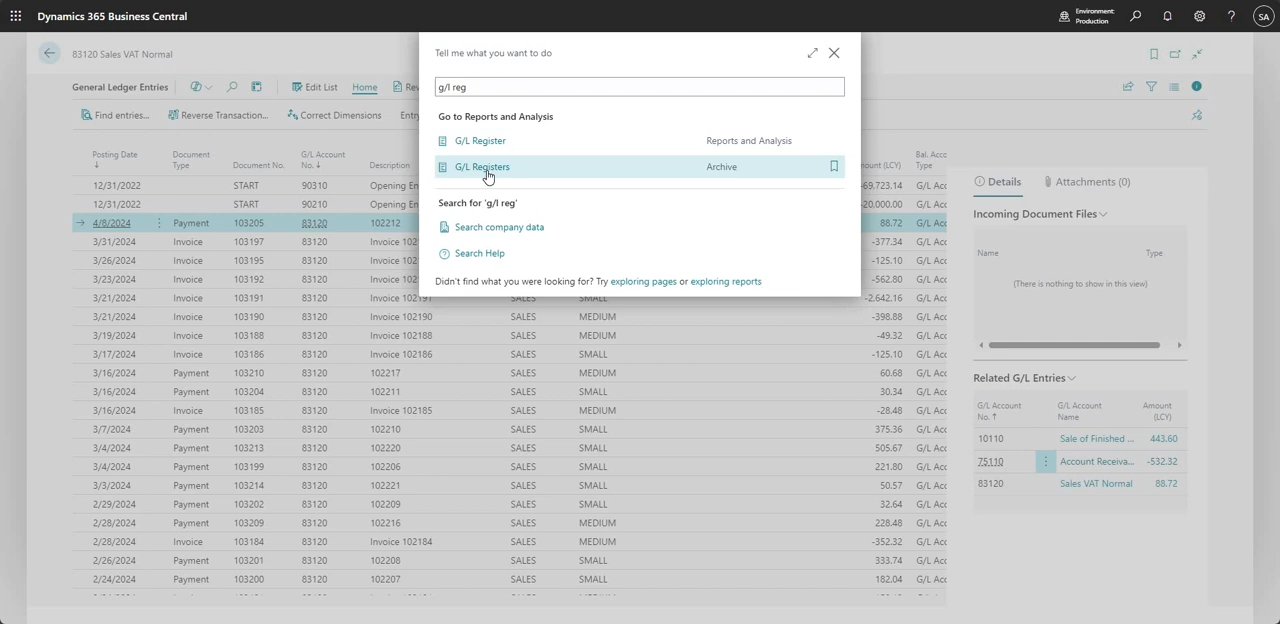 Dynamics 365 Business Central
Environment:
Production
SA
83120 Sales VAT Normal
Tell me what you want to do
g/l reg
Go to Reports and Analysis
G/L Register Reports and Analysis
G/L Registers Archive
Search for 'g/l reg'
Search company data
Search Help
Didn't find what you were looking for? Try exploring pages or exploring reports
General Ledger Entries Edit List Home
Find entries... Reverse Transaction... Correct Dimensions
Posting Date Document Type Document No. G/L Account No. ↓ Description (LCY) Bal. Type
12/31/2022 START 90310 Opening 69,723.14 G/L
12/31/2022 START 90210 Opening 20,000.00 G/L
4/8/2024 Payment 103205 83120 102212 88.72 G/L
3/31/2024 Invoice 103197 83120 Invoice -377.34 G/L
3/26/2024 Invoice 103195 83120 Invoice -125.10 G/L
3/23/2024 Invoice 103192 83120 Invoice -562.80 G/L
3/21/2024 Invoice 103191 83120 Invoice 102191 SALES SMALL -2,642.16 G/L
3/21/2024 Invoice 103190 83120 Invoice 102190 SALES MEDIUM -398.88 G/L
3/19/2024 Invoice 103188 83120 Invoice 102188 SALES MEDIUM -49.32 G/L
3/17/2024 Invoice 103186 83120 Invoice 102186 SALES SMALL -125.10 G/L
3/16/2024 Payment 103210 83120 102217 SALES MEDIUM 60.68 G/L
3/16/2024 Payment 103204 83120 102211 SALES SMALL 30.34 G/L
3/16/2024 Invoice 103185 83120 Invoice 102185 SALES MEDIUM -28.48 G/L
3/7/2024 Payment 103203 83120 102210 SALES SMALL 375.36 G/L
3/4/2024 Payment 103213 83120 102220 SALES SMALL 505.67 G/L
3/4/2024 Payment 103199 83120 102206 SALES SMALL 221.80 G/L
3/3/2024 Payment 103214 83120 102221 SALES SMALL 50.57 G/L
2/29/2024 Payment 103202 83120 102209 SALES SMALL 32.64 G/L
2/28/2024 Payment 103209 83120 102216 SALES MEDIUM 228.48 G/L
2/28/2024 Invoice 103184 83120 Invoice 102184 SALES MEDIUM -352.32 G/L
2/26/2024 Payment 103201 83120 102208 SALES SMALL 333.74 G/L
2/24/2024 Payment 103200 83120 102207 SALES SMALL 182.04 G/L
Details Attachments (0)
Incoming Document Files
Name Type
(There is nothing to show in this view)
Related G/L Entries
G/L Account No. ↑ G/L Account Name Amount (LCY)
10110 Sale of Finished ... 443.60
75110 Account Receiva... -532.32
83120 Sales VAT Normal 88.72